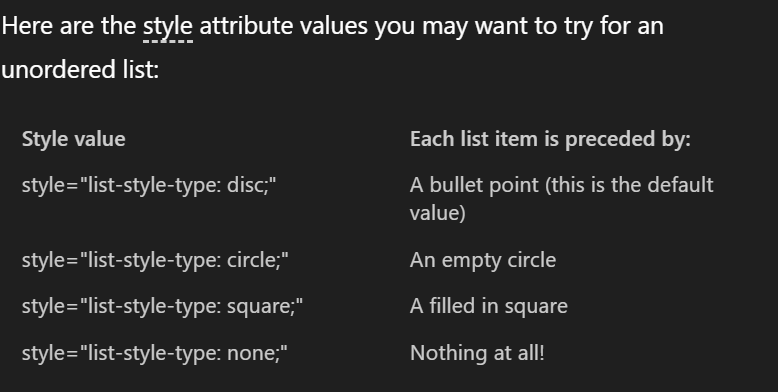 Here are the style attribute values you may want to try for an
unordered list:
Style value
Each list item is preceded by:
style="list-style-type: disc;"
A bullet point (this is the default
value)
style="list-style-type: circle;"
An empty circle
style="list-style-type: square;"
A filled in square
style="list-style-type: none;"
Nothing at all!